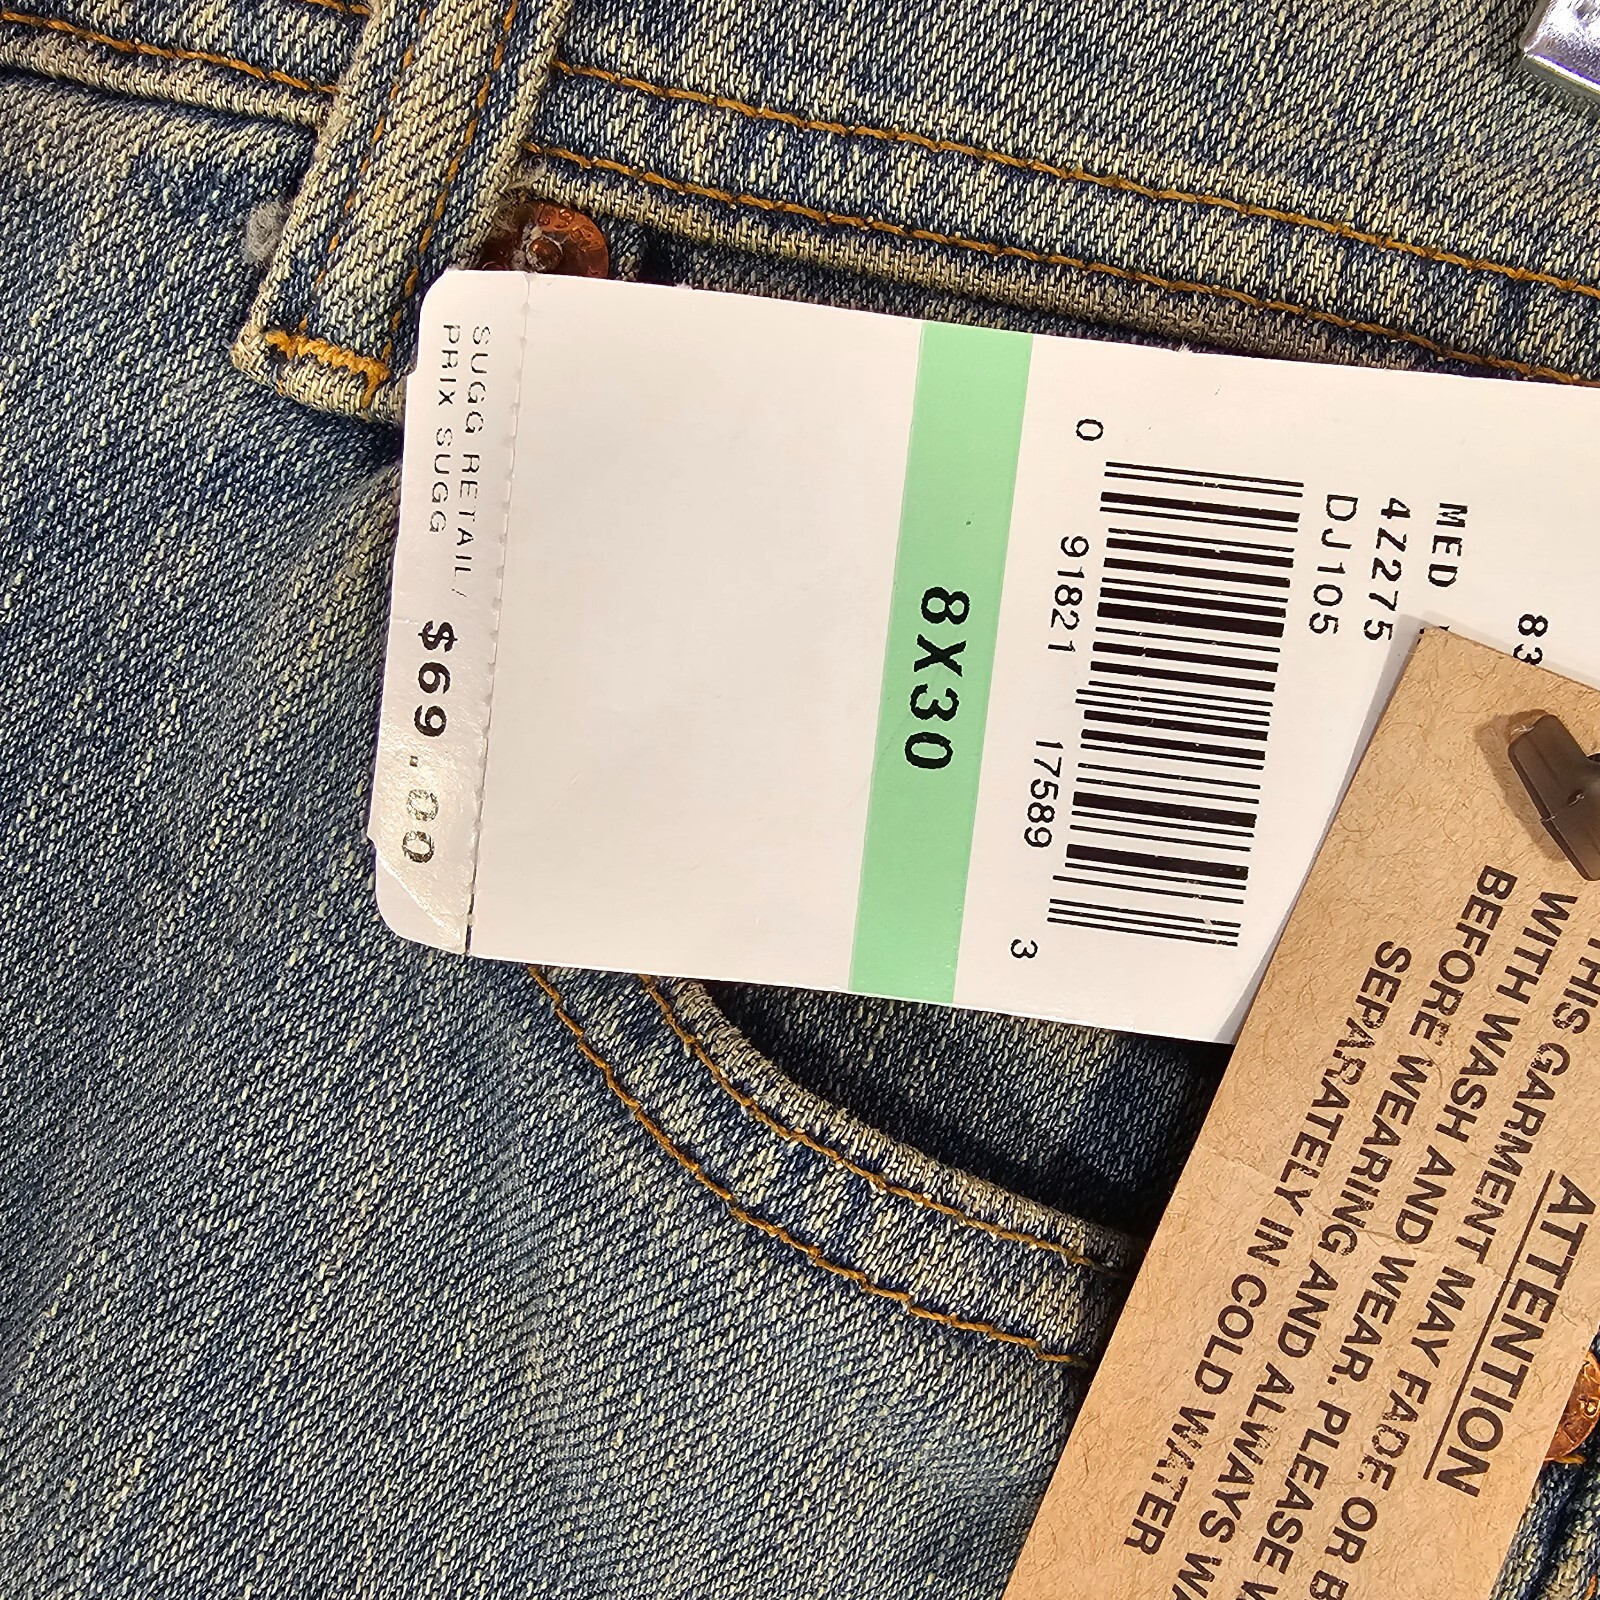 SUGG RETAIL/
PRIX SUGG
$69.00
8X30
0 91821 17589 3
DJ105
4Z275
MED
83
ATTENTION
THIS GARMENT MAY FADE OR
WITH WASH AND WEAR. PLEASE
BEFORE WEARING AND ALWAYS
SEPARATELY IN COLD WATER